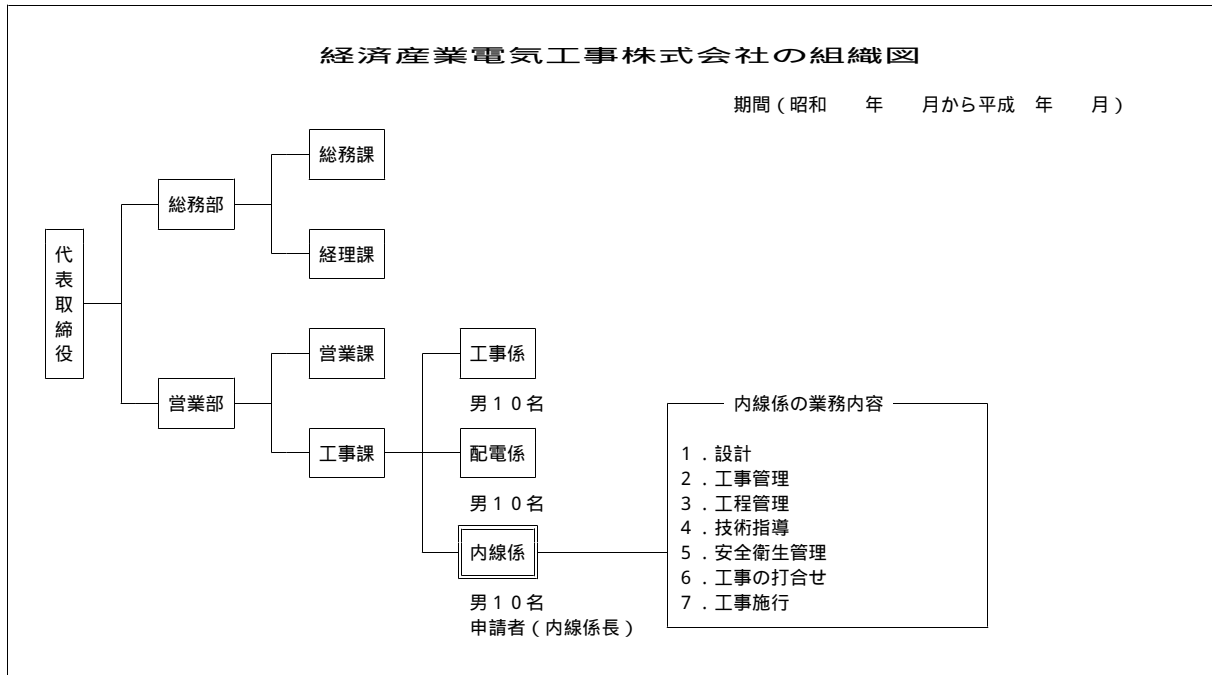 経済産業電気工事株式会社の組織図
期間（昭和　　年　　月から平成　年　　月）
総務課
総務部
経理課
代表取締役
営業課
工事係
営業部
男１０名
内線係の業務内容
工事課
配電係
１．設計
２．工事管理
男１０名
３．工程管理
４．技術指導
内線係
５．安全衛生管理
６．工事の打合せ
男１０名
７．工事施行
申請者（内線係長）